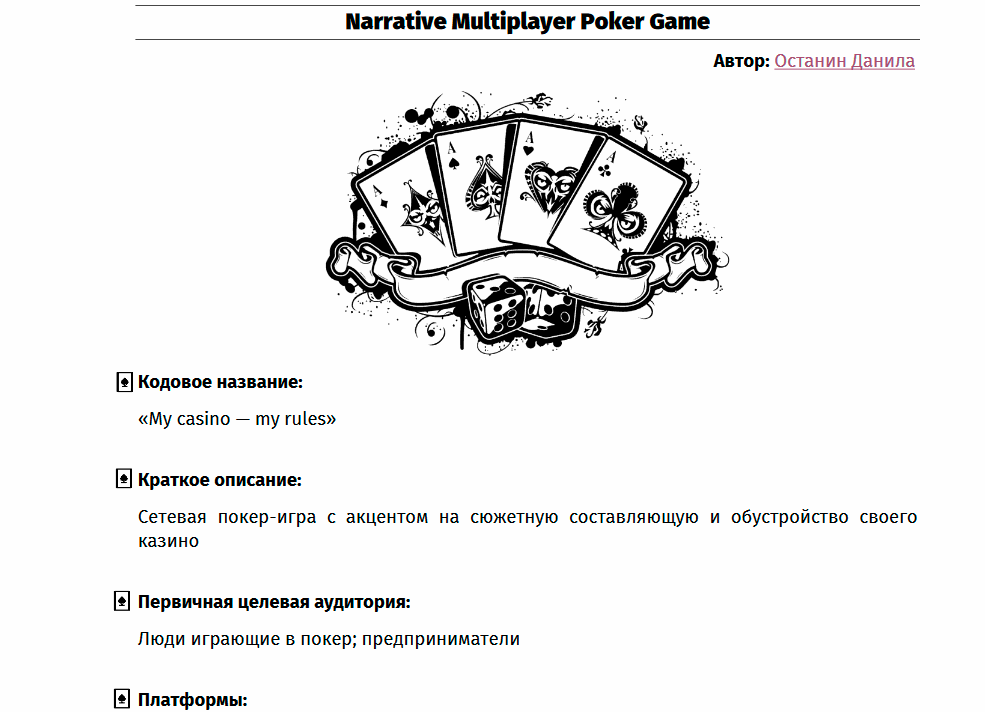 Narrative Multiplayer Poker Game
Автор: Останин Данила
A
A
A
A
Кодовое название:
«My casino — my rules»
Краткое описание:
Сетевая покер-игра с акцентом на сюжетную составляющую и обустройство своего
казино
Первичная целевая аудитория:
Люди играющие в покер; предприниматели
Платформы: